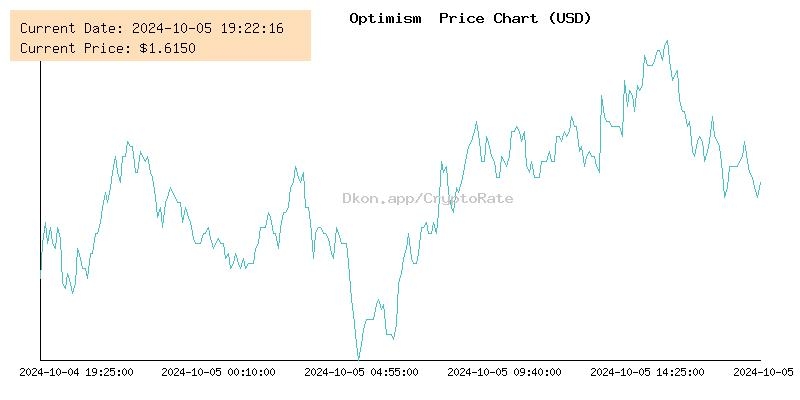 Optimism Price Chart (USD)
Current Date: 2024-10-05 19:22:16
Current Price: $1.6150
Dkon.app/CryptoRate
2024-10-04 19:25:00 2024-10-05 00:10:00 2024-10-05 04:55:00 2024-10-05 09:40:00 2024-10-05 14:25:00 2024-10-05